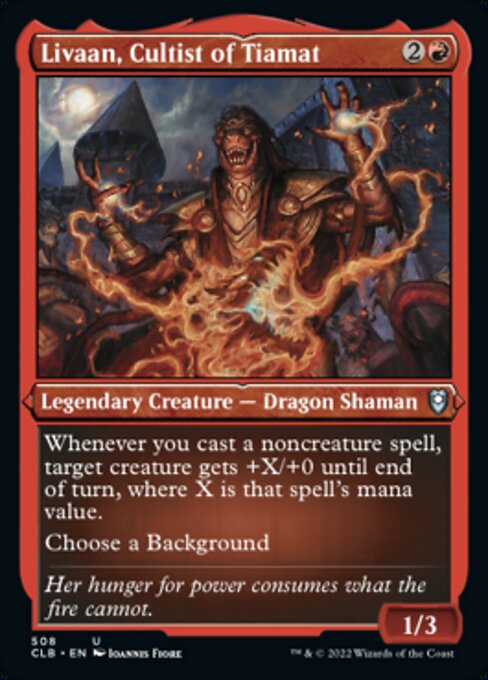 Livaan, Cultist of Tiamat 2
Legendary Creature — Dragon Shaman
Whenever you cast a noncreature spell,
target creature gets +X/+0 until end
of turn, where X is that spell's mana
value.
Choose a Background
Her hunger for power consumes what the
fire cannot.
1/3
508 U
CLB • EN Ioannis Fiore
™ & © 2022 Wizards of the Coast